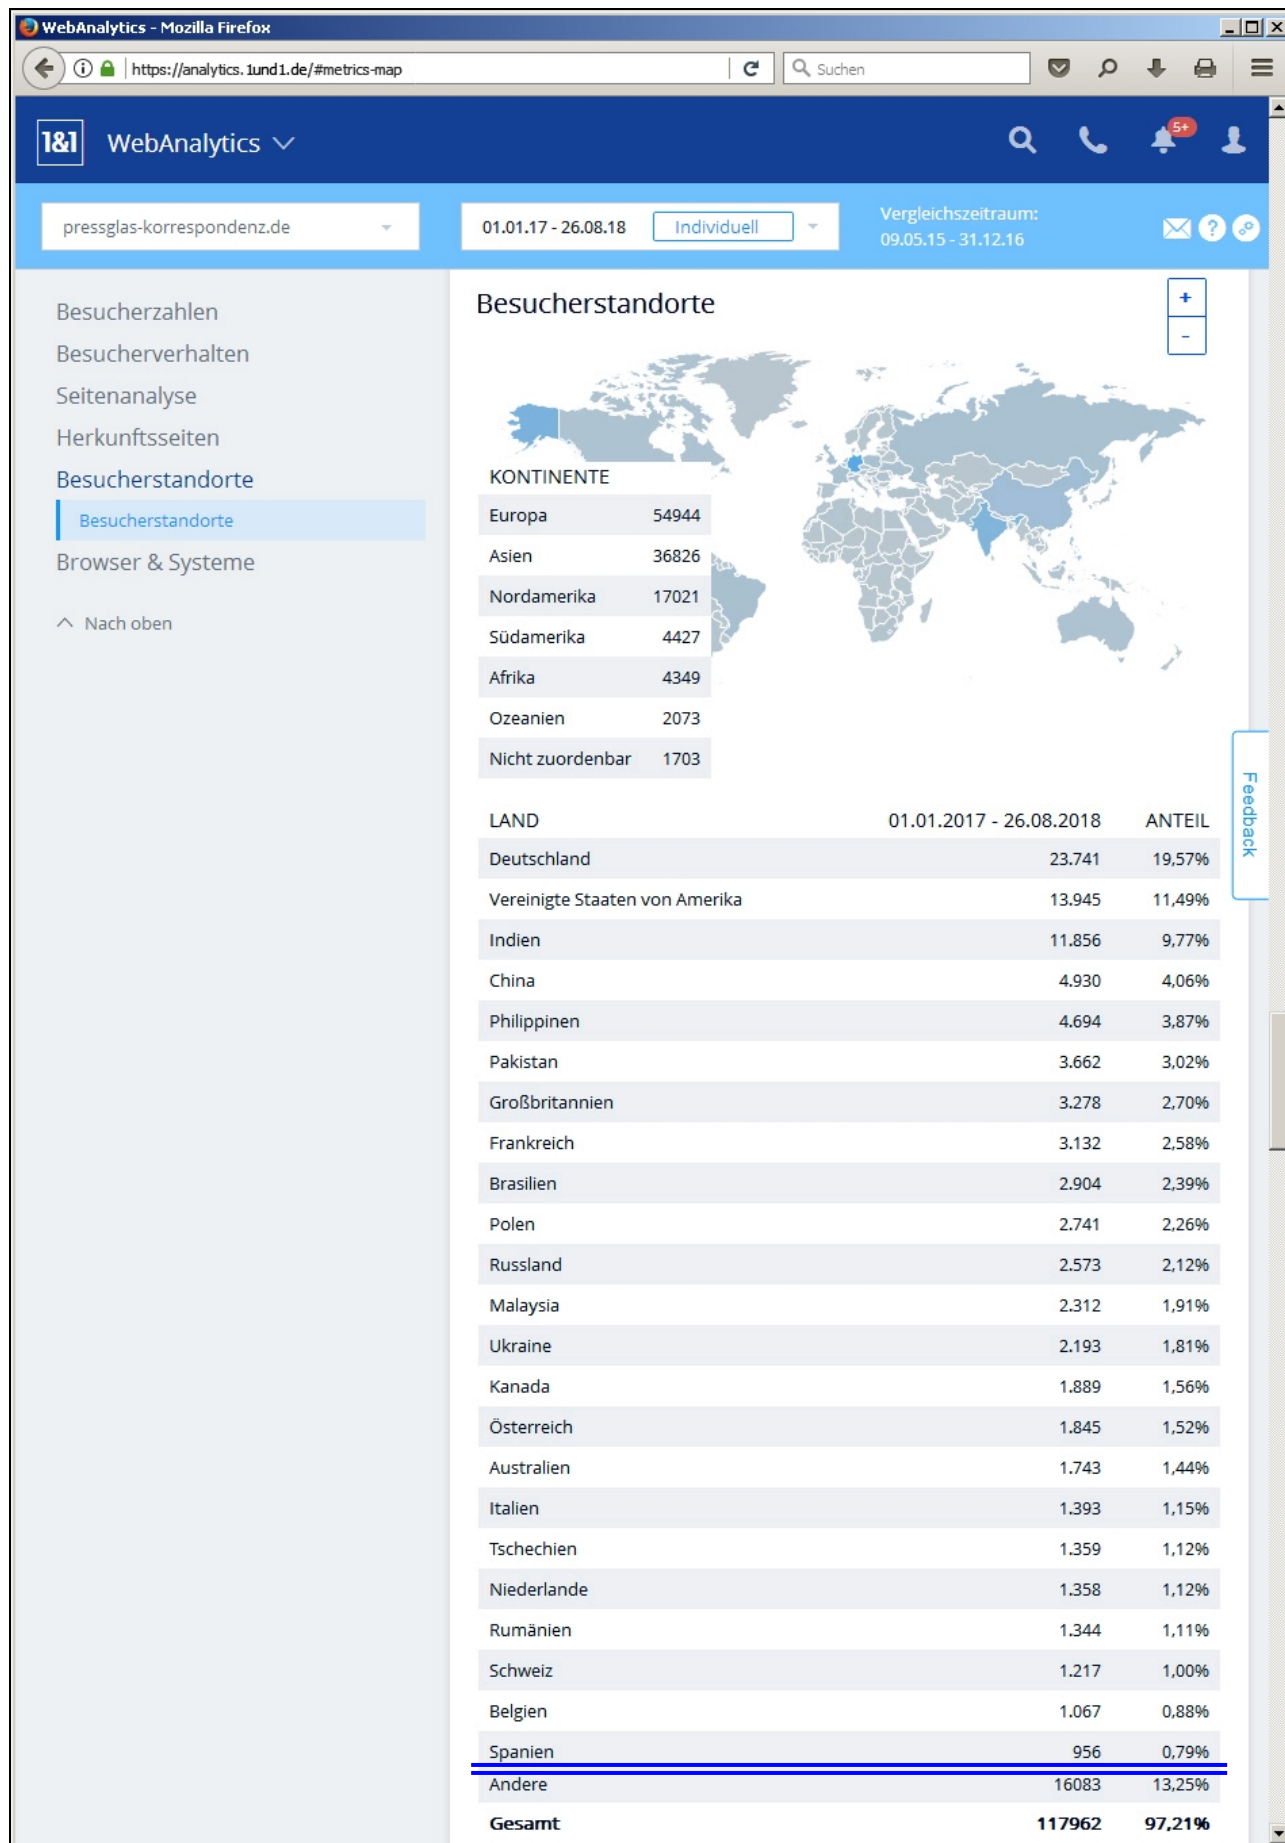 WebAnalytics - Mozilla Firefox
https://analytics.1und1.de/#metrics-map
Suchen
1&1 WebAnalytics
5+
pressglas-korrespondenz.de
01.01.17 - 26.08.18 Individuell
Vergleichszeitraum:
09.05.15 - 31.12.16
?
Besucherzahlen
Besucherverhalten
Seitenanalyse
Herkunftsseiten
Besucherstandorte
Besucherstandorte
Browser & Systeme
Nach oben
Besucherstandorte
+
-
KONTINENTE
Europa 54944
Asien 36826
Nordamerika 17021
Südamerika 4427
Afrika 4349
Ozeanien 2073
Nicht zuordenbar 1703
Feedback
LAND 01.01.2017 - 26.08.2018 ANTEIL
Deutschland 23.741 19,57%
Vereinigte Staaten von Amerika 13.945 11,49%
Indien 11.856 9,77%
China 4.930 4,06%
Philippinen 4.694 3,87%
Pakistan 3.662 3,02%
Großbritannien 3.278 2,70%
Frankreich 3.132 2,58%
Brasilien 2.904 2,39%
Polen 2.741 2,26%
Russland 2.573 2,12%
Malaysia 2.312 1,91%
Ukraine 2.193 1,81%
Kanada 1.889 1,56%
Österreich 1.845 1,52%
Australien 1.743 1,44%
Italien 1.393 1,15%
Tschechien 1.359 1,12%
Niederlande 1.358 1,12%
Rumänien 1.344 1,11%
Schweiz 1.217 1,00%
Belgien 1.067 0,88%
Spanien 956 0,79%
Andere 16083 13,25%
Gesamt 117962 97,21%